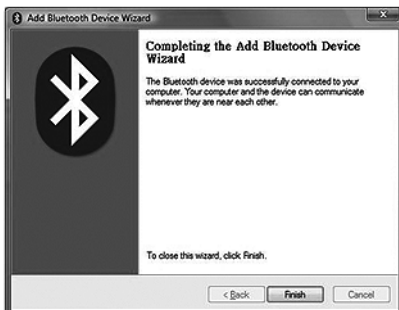 Add Bluetooth Device Wizard
Completing the Add Bluetooth Device
Wizard
The Bluetooth device was successfully connected to your
computer. Your computer and the device can communicate
whenever they are near each other.
To close this wizard, click Finish.
< Back
Finish
Cancel